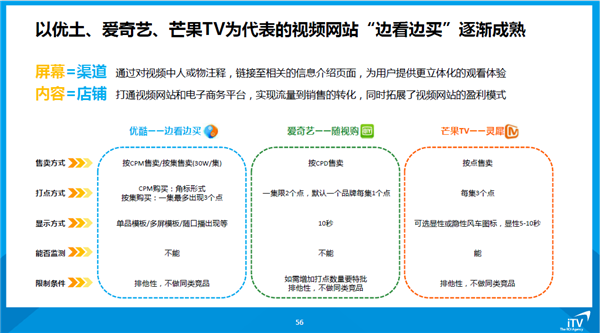 以优土、爱奇艺、芒果TV为代表的视频网站“边看边买”逐渐成熟
屏幕=渠道 通过对视频中人或物注释，链接至相关的信息介绍页面，为用户提供更立体化的观看体验
内容=店铺 打通视频网站和电子商务平台，实现流量到销售的转化，同时拓展了视频网站的盈利模式
优酷——边看边买 爱奇艺——随视购 芒果TV——灵犀
售卖方式 按CPM售卖/按集售卖(30W/集) 按CPD售卖 按点售卖
打点方式 CPM购买：角标形式
按集购买：一集最多出现3个点 一集限2个点，默认一个品牌每集1个点 每集3个点
显示方式 单品模板/多屏模板/随口播出现等 10秒 可选显性或隐性风车图标，显性5-10秒
能否监测 不能 不能 能
限制条件 排他性，不做同类竞品 如需增加打点数量要特批
排他性，不做同类竞品 排他性，不做同类竞品
56
iTV